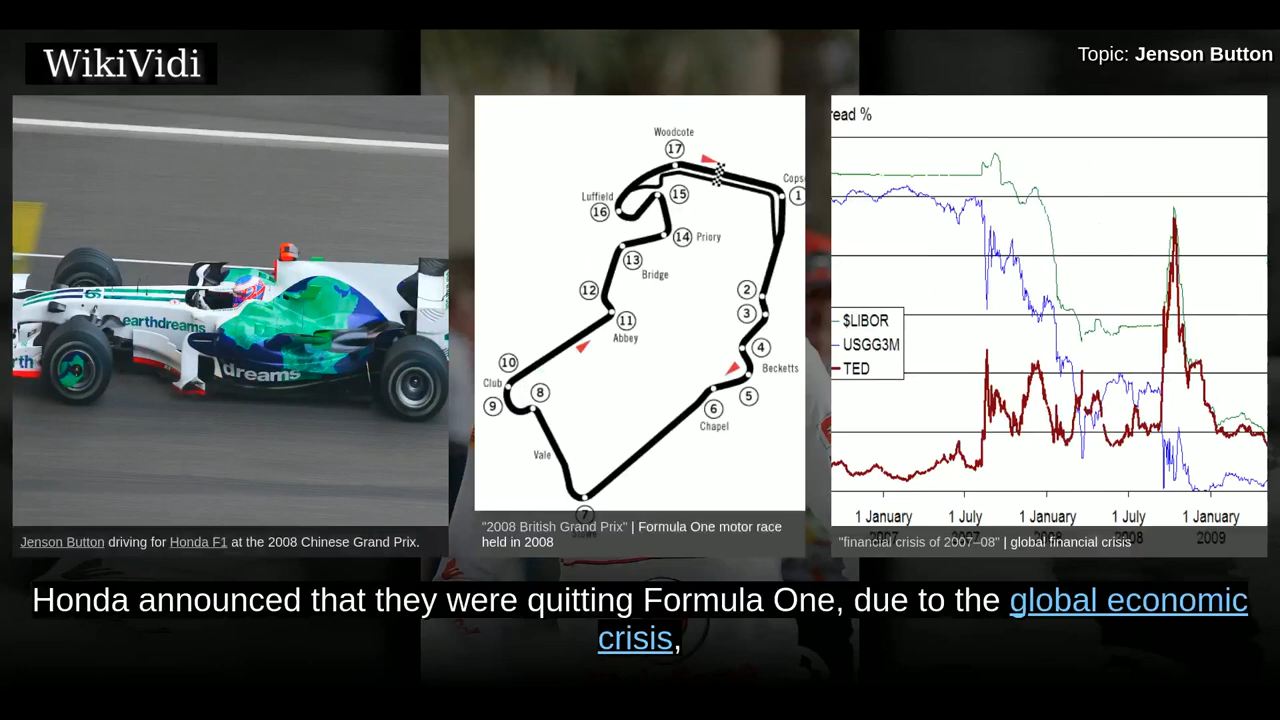 WikiVidi
Topic: Jenson Button
earthdreams
dreams
Woodcote
17
1
15
Luffield
16
14 Priory
13
Bridge
12
2
3
11
Abbey
4
Becketts
10
Club
8
9
5
6
Chapel
Vale
7
read %
$LIBOR
USGG3M
TED
1 January 1 July 1 January 1 July 1 January
2009
Jenson Button driving for Honda F1 at the 2008 Chinese Grand Prix.
"2008 British Grand Prix" | Formula One motor race
held in 2008
"financial crisis of 2007–08" | global financial crisis
Honda announced that they were quitting Formula One, due to the global economic
crisis,